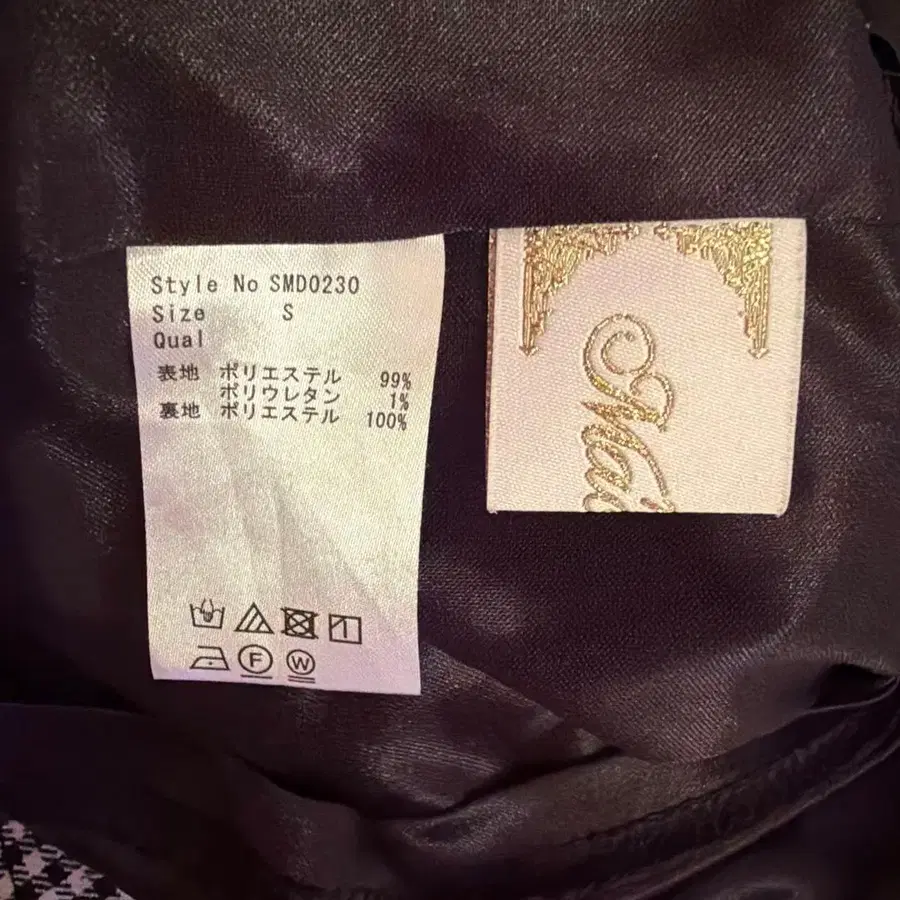 Style No SMD0230
Size S
Qual
表地 ポリエステル 99%
ポリウレタン 1%
裏地 ポリエステル 100%
F
W